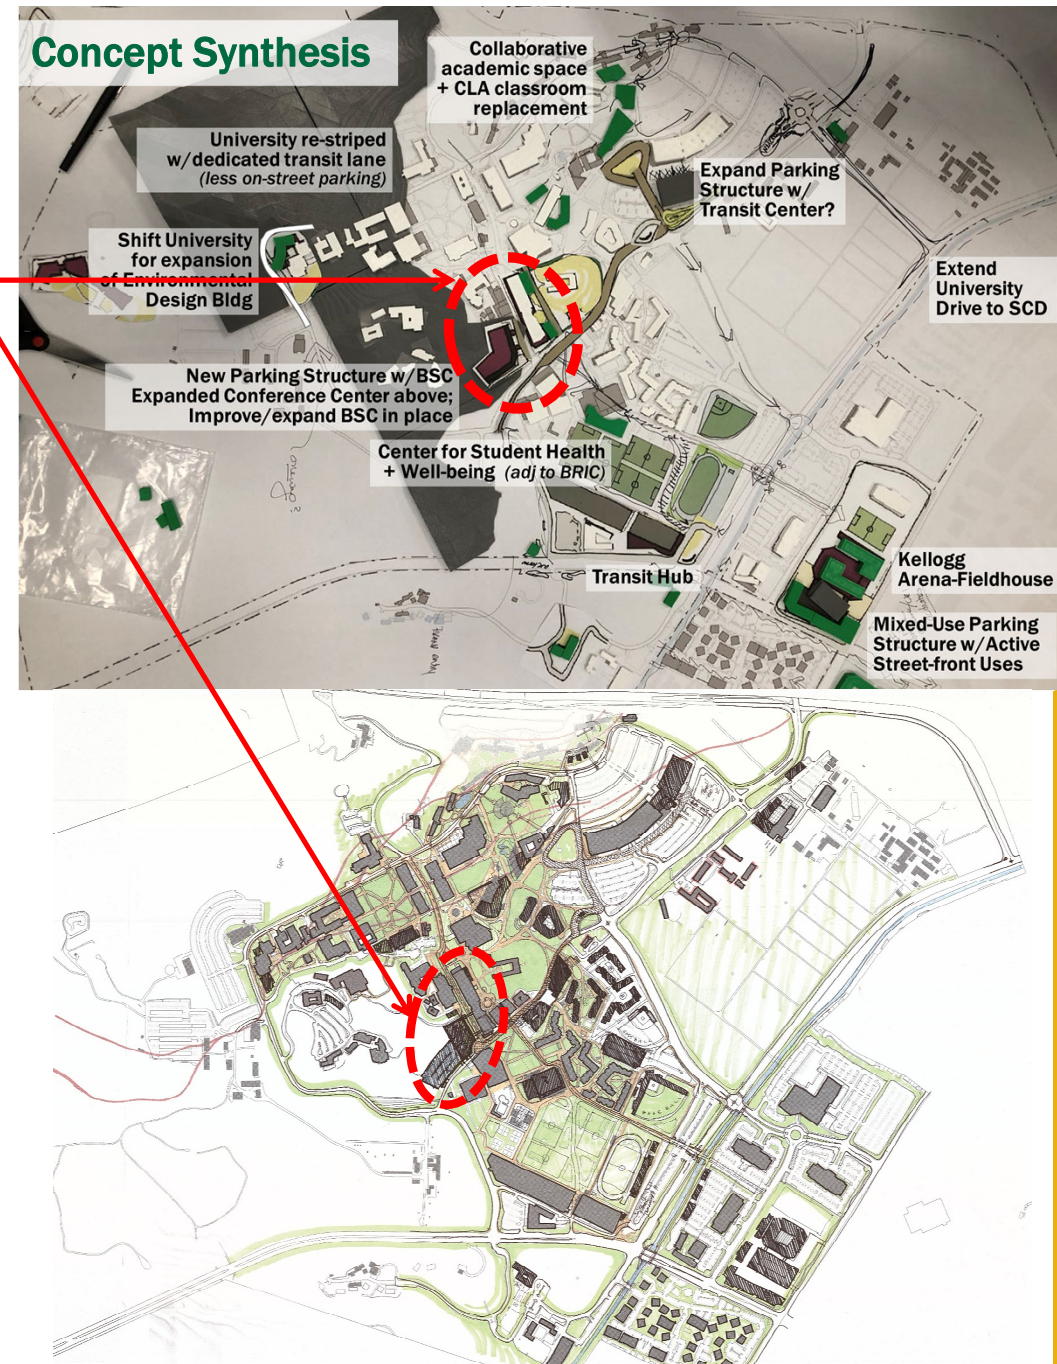 Concept Synthesis
Collaborative
academic space
+ CLA classroom
replacement
University re-striped
w/dedicated transit lane
(less on-street parking)
Expand Parking
Structure w/
Transit Center?
Shift University
for expansion
of Environmental
Design Bldg
Extend
University
Drive to SCD
New Parking Structure w/BSC
Expanded Conference Center above;
Improve/expand BSC in place
Center for Student Health
+ Well-being (adj to BRIC)
Transit Hub
Kellogg
Arena-Fieldhouse
Mixed-Use Parking
Structure w/Active
Street-front Uses